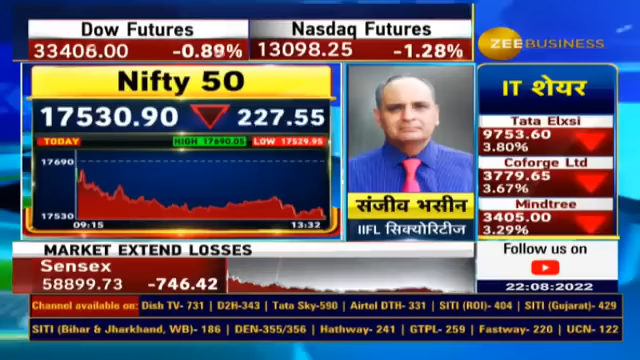 Dow Futures
33406.00 -0.89%
Nasdaq Futures
13098.25 -1.28%
ZEE BUSINESS
Nifty 50
17530.90 227.55
TODAY HIGH 17690.05 LOW 17529.95
17690
17530
09:15 13:32
संजीव भसीन
IIFL सिक्योरिटीज
IT शेयर
Tata Elxsi
9753.60
3.80%
Coforge Ltd
3779.65
3.67%
Mindtree
3405.00
3.29%
MARKET EXTEND LOSSES
Sensex
58899.73 -746.42
Follow us on
22:08:2022
Channel available on: Dish TV- 731 | D2H-343 | Tata Sky-590 | Airtel DTH- 331 | SITI (ROI)- 404 | SITI (Gujarat)- 429
SITI (Bihar & Jharkhand, WB)- 186 | DEN-355/356 | Hathway- 241 | GTPL- 259 | Fastway- 220 | UCN- 122